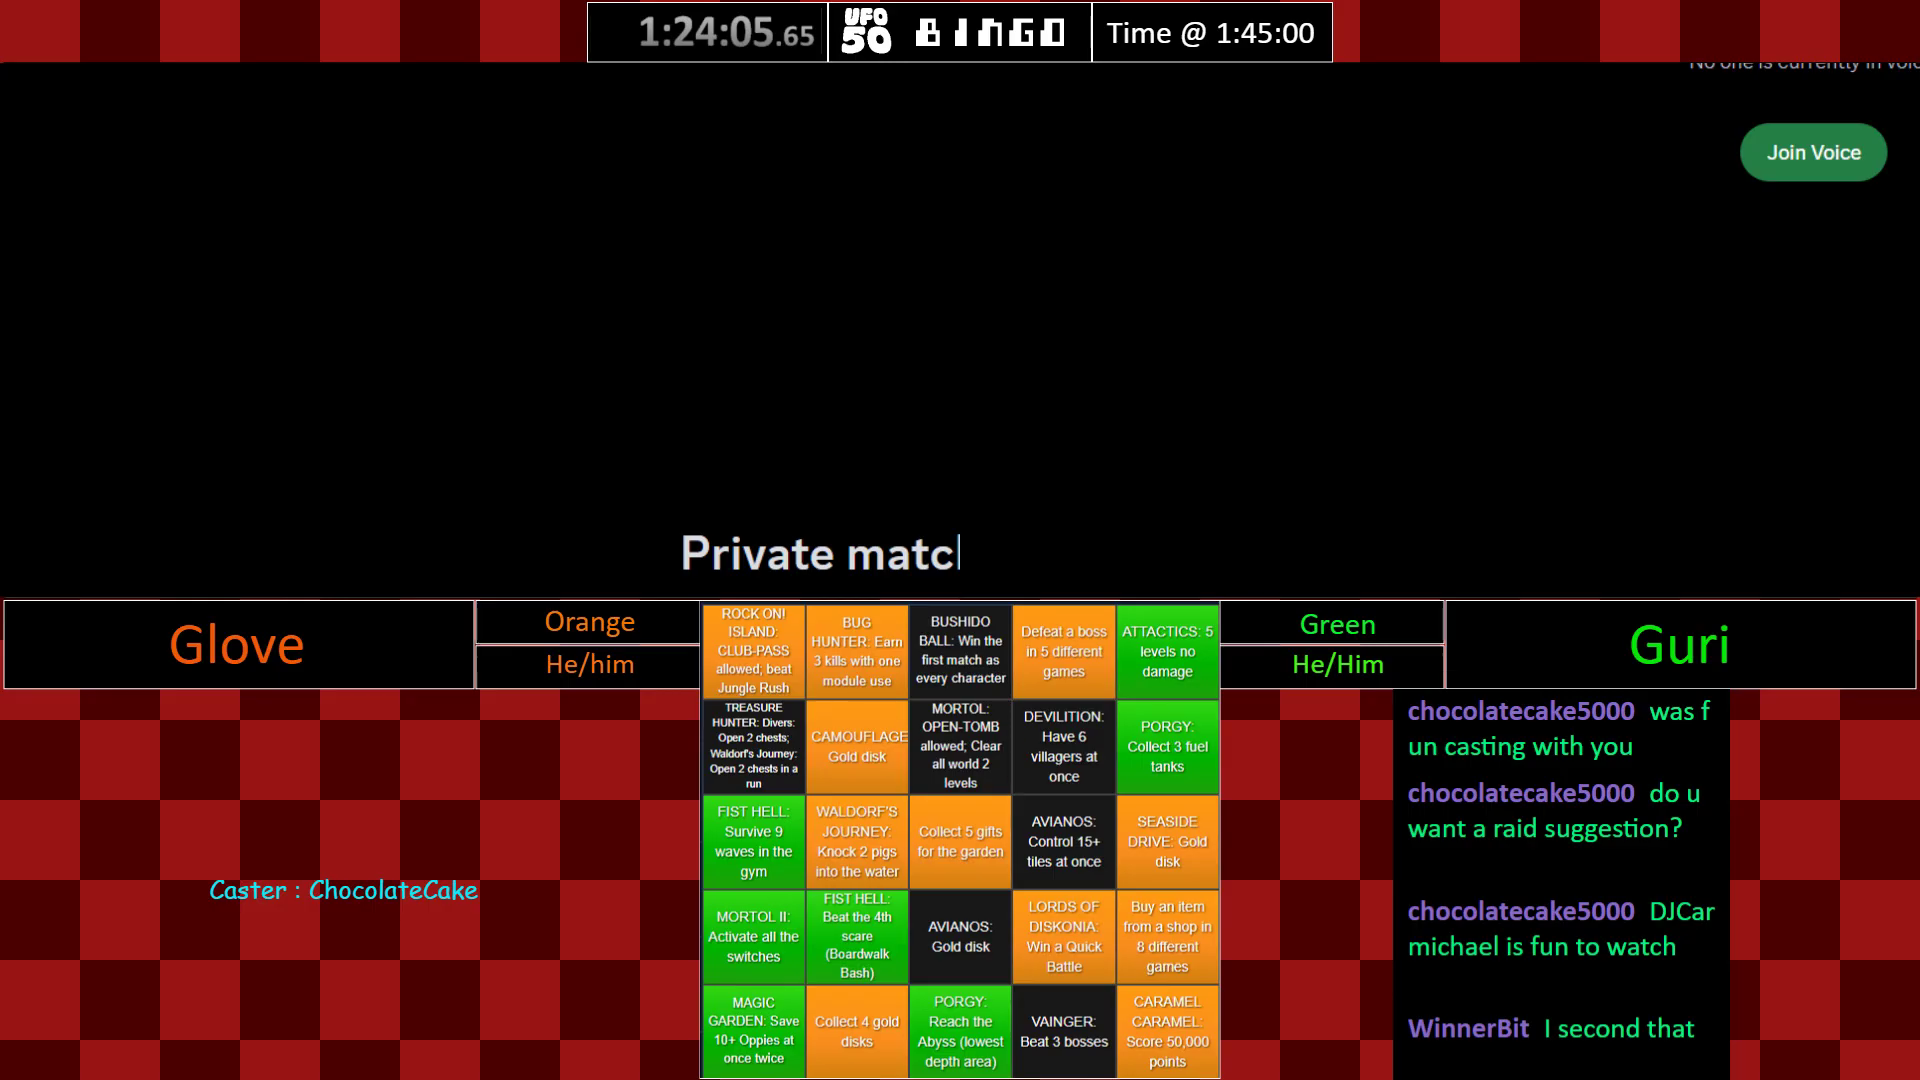 1:24:05.65
UFO 50
BINGO
Time @ 1:45:00
No one is currently in voic
Join Voice
Private matc
Glove
Orange
He/him
Green
He/Him
Guri
ROCK ON!
ISLAND:
CLUB-PASS
allowed; beat
Jungle Rush
BUG
HUNTER: Earn
3 kills with one
module use
BUSHIDO
BALL: Win the
first match as
every character
Defeat a boss
in 5 different
games
ATTACTICS: 5
levels no
damage
TREASURE
HUNTER: Divers:
Open 2 chests;
Waldorf's Journey:
Open 2 chests in a
run
CAMOUFLAGE
Gold disk
MORTOL:
OPEN-TOMB
allowed; Clear
all world 2
levels
DEVILITION:
Have 6
villagers at
once
PORGY:
Collect 3 fuel
tanks
FIST HELL:
Survive 9
waves in the
gym
WALDORF'S
JOURNEY:
Knock 2 pigs
into the water
Collect 5 gifts
for the garden
AVIANOS:
Control 15+
tiles at once
SEASIDE
DRIVE: Gold
disk
MORTOL II:
Activate all the
switches
FIST HELL:
Beat the 4th
scare
(Boardwalk
Bash)
AVIANOS:
Gold disk
LORDS OF
DISKONIA:
Win a Quick
Battle
Buy an item
from a shop in
8 different
games
MAGIC
GARDEN: Save
10+ Oppies at
once twice
Collect 4 gold
disks
PORGY:
Reach the
Abyss (lowest
depth area)
VAINGER:
Beat 3 bosses
CARAMEL
CARAMEL:
Score 50,000
points
Caster : ChocolateCake
chocolatecake5000 was f
un casting with you
chocolatecake5000 do u
want a raid suggestion?
chocolatecake5000 DJCar
michael is fun to watch
WinnerBit I second that